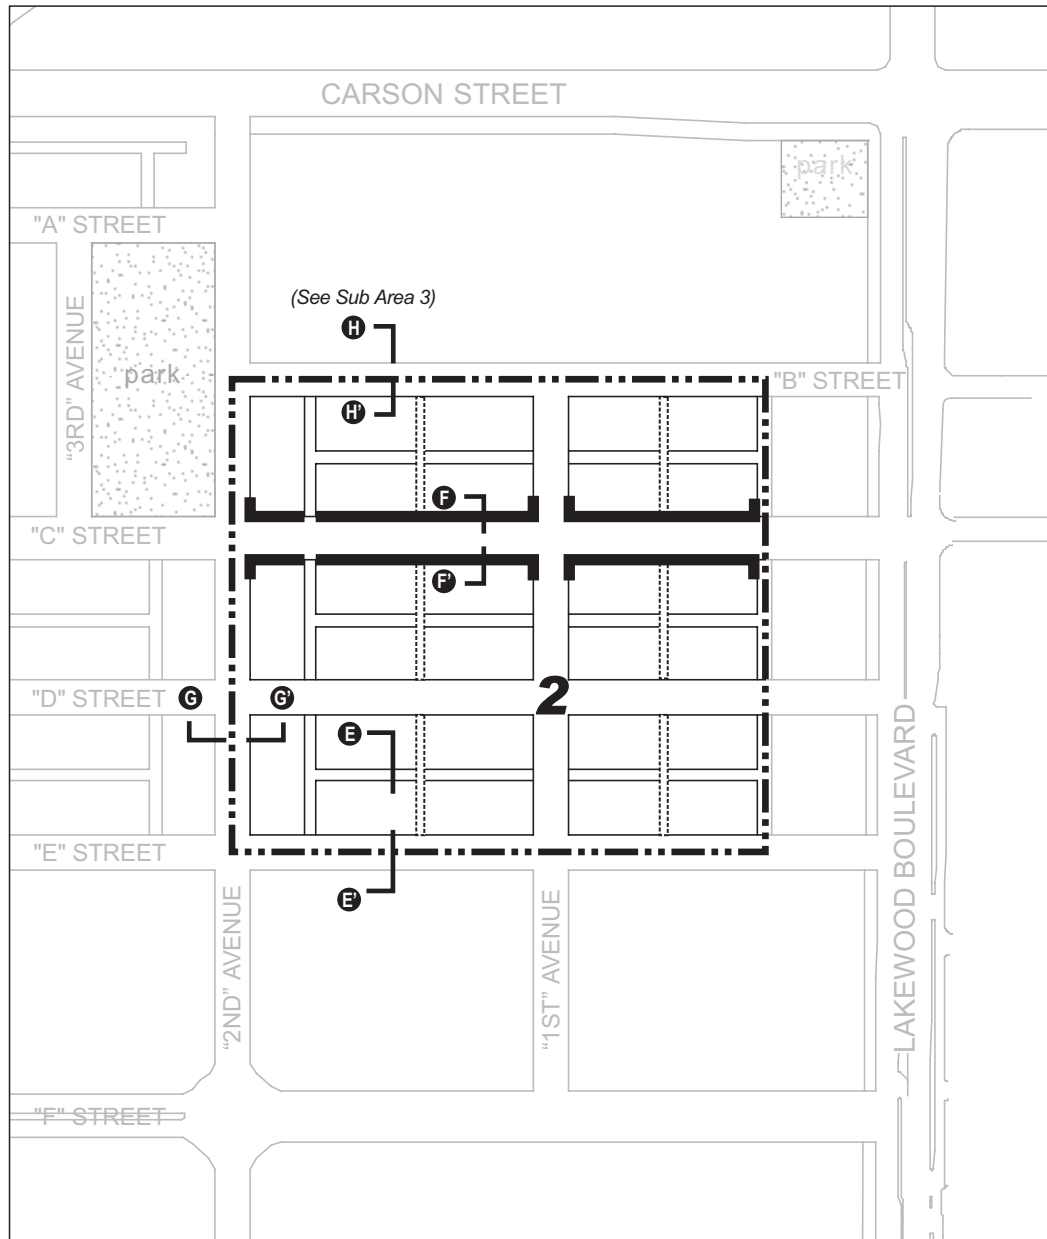 CARSON STREET
park
"A" STREET
(See Sub Area 3)
H
“3RD” AVENUE
park
"B" STREET
H'
F
"C" STREET
F'
"D" STREET
G
G'
2
E
LAKEWOOD BOULEVARD
"E" STREET
E'
“2ND” AVENUE
“1ST” AVENUE
"F" STREET